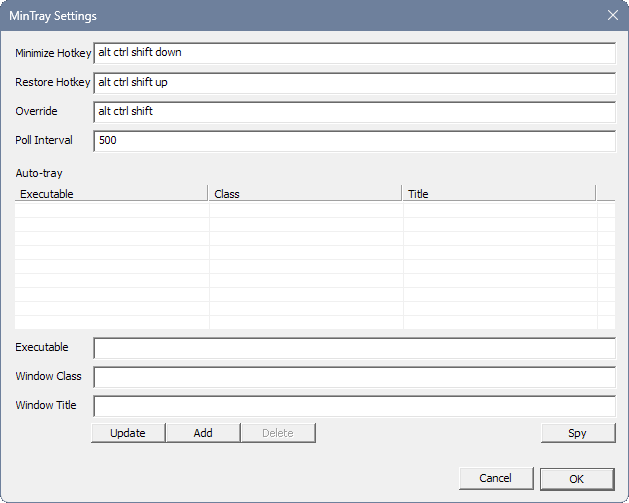 MinTray Settings
Minimize Hotkey alt ctrl shift down
Restore Hotkey alt ctrl shift up
Override alt ctrl shift
Poll Interval 500
Auto-tray
Executable Class Title
Executable
Window Class
Window Title
Update Add Delete Spy
Cancel OK